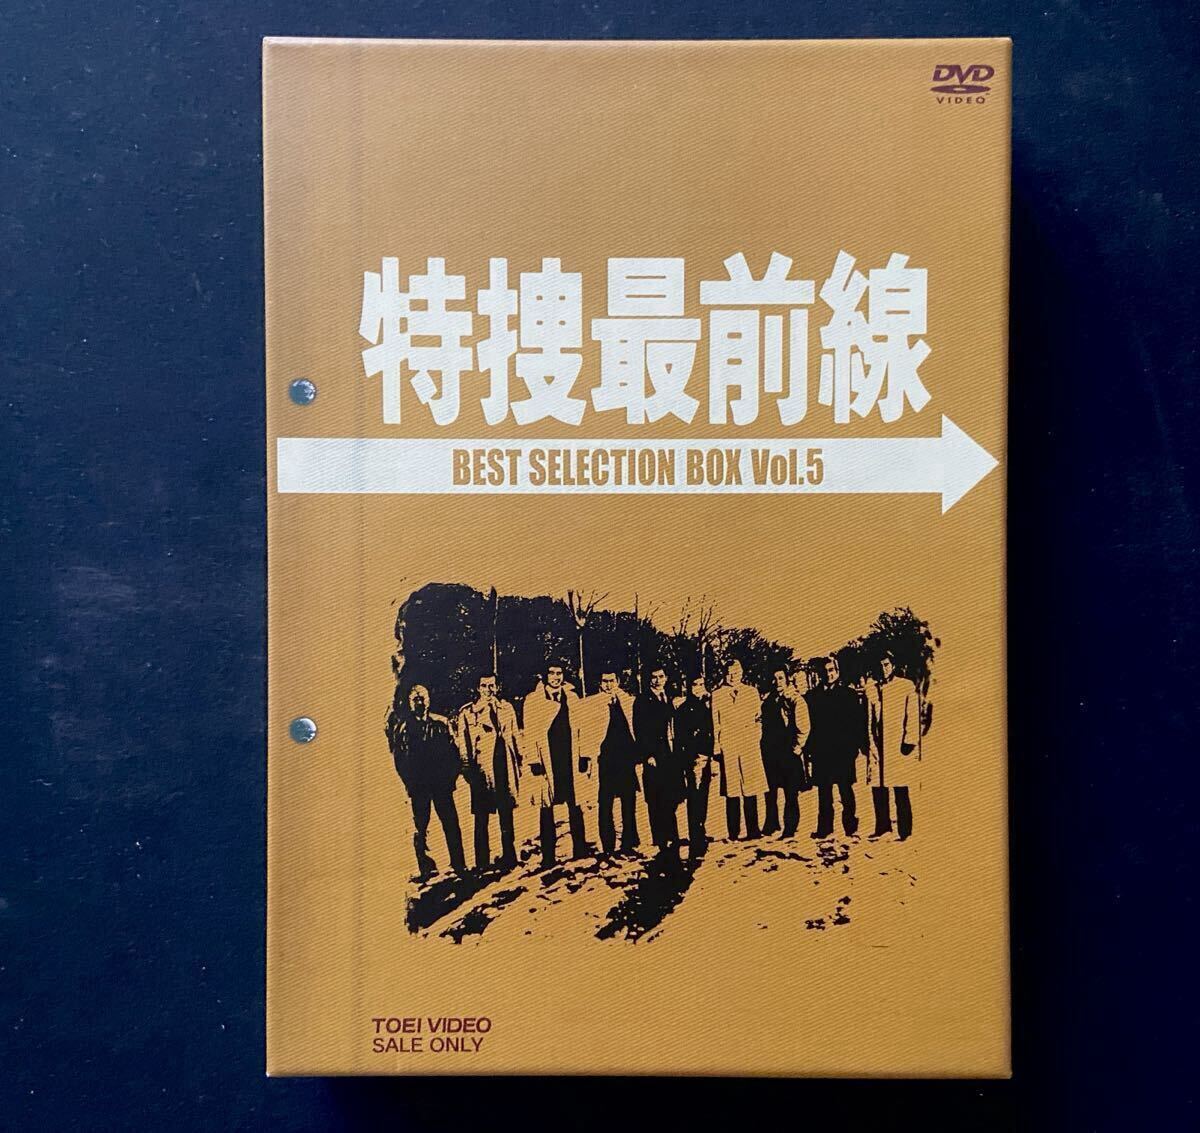 DVD
VIDEO
特捜最前線
BEST SELECTION BOX Vol.5
TOEI VIDEO
SALE ONLY